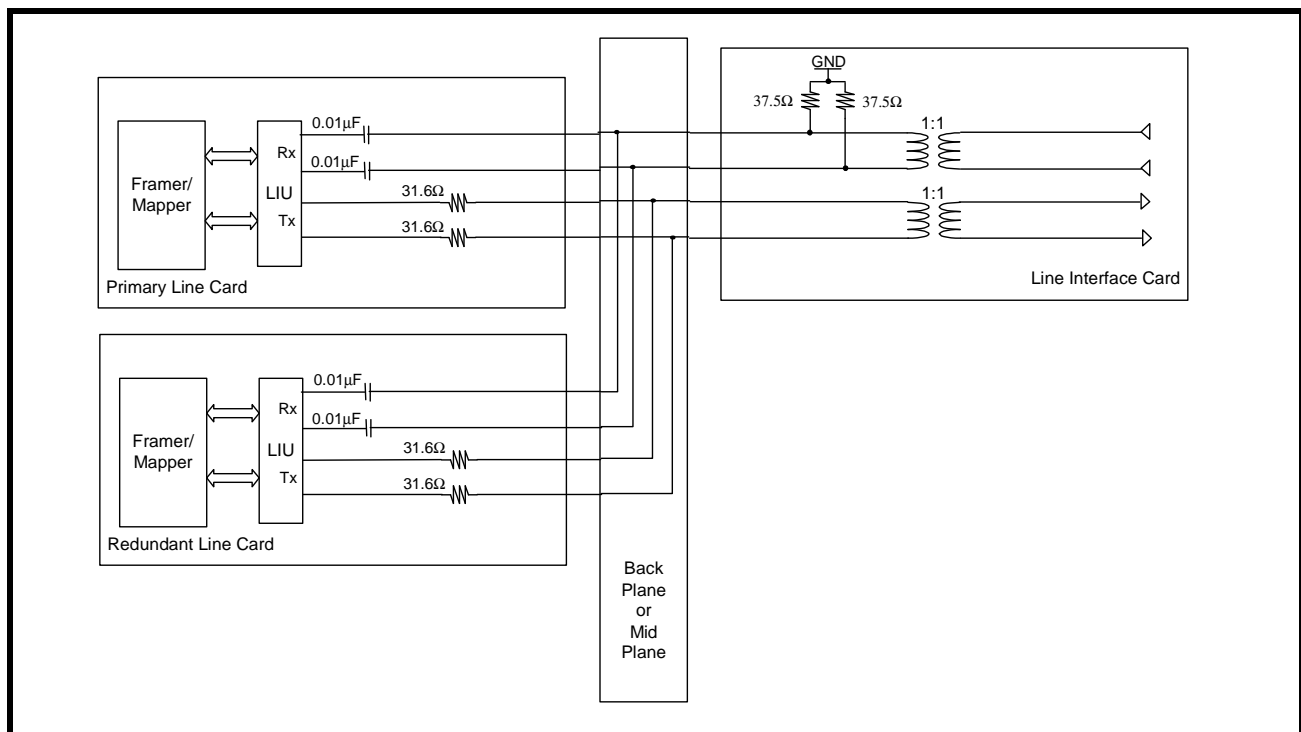 GND
37.5Ω
37.5Ω
1:1
0.01µF
Rx
0.01µF
Framer/
Mapper
LIU
31.6Ω
1:1
Tx
31.6Ω
Primary Line Card
Line Interface Card
0.01µF
Rx
0.01µF
Framer/
Mapper
LIU
31.6Ω
Tx
31.6Ω
Redundant Line Card
Back
Plane
or
Mid
Plane